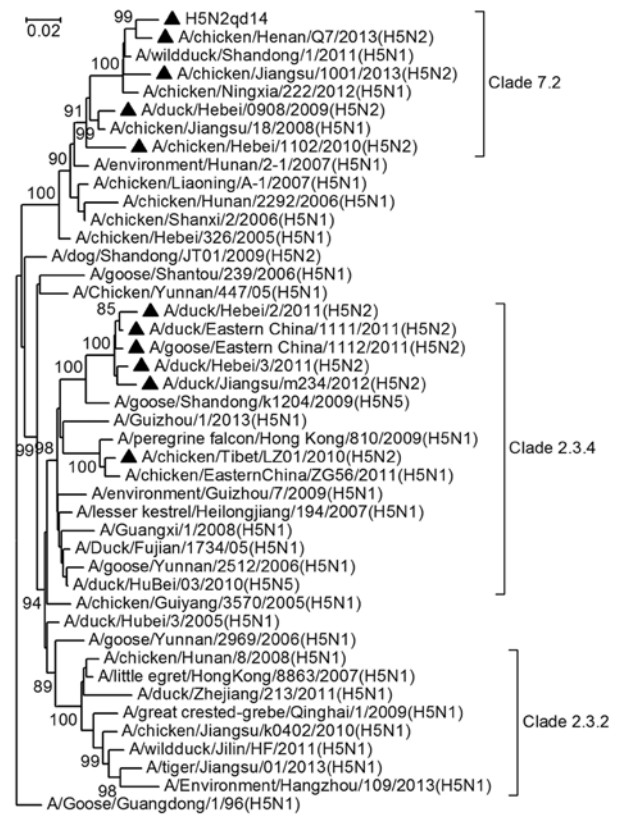 99
H5N2qd14
0.02
A/chicken/Henan/Q7/2013(H5N2)
A/wildduck/Shandong/1/2011(H5N1)
100
A/chicken/Jiangsu/1001/2013(H5N2)
Clade 7.2
A/chicken/Ningxia/222/2012(H5N1)
91
A/duck/Hebei/0908/2009(H5N2)
99
A/chicken/Jiangsu/18/2008(H5N1)
A/chicken/Hebei/1102/2010(H5N2)
90
A/environment/Hunan/2-1/2007(H5N1)
A/chicken/Liaoning/A-1/2007(H5N1)
100
A/chicken/Hunan/2292/2006(H5N1)
A/chicken/Shanxi/2/2006(H5N1)
A/chicken/Hebei/326/2005(H5N1)
A/dog/Shandong/JT01/2009(H5N2)
A/goose/Shantou/239/2006(H5N1)
A/Chicken/Yunnan/447/05(H5N1)
85
A/duck/Hebei/2/2011(H5N2)
A/duck/Eastern China/1111/2011(H5N2)
100
A/goose/Eastern China/1112/2011(H5N2)
A/duck/Hebei/3/2011(H5N2)
A/duck/Jiangsu/m234/2012(H5N2)
A/goose/Shandong/k1204/2009(H5N5)
A/Guizhou/1/2013(H5N1)
A/peregrine falcon/Hong Kong/810/2009(H5N1)
Clade 2.3.4
99
98
A/chicken/Tibet/LZ01/2010(H5N2)
100
A/chicken/EasternChina/ZG56/2011(H5N1)
A/environment/Guizhou/7/2009(H5N1)
A/lesser kestrel/Heilongjiang/194/2007(H5N1)
A/Guangxi/1/2008(H5N1)
A/Duck/Fujian/1734/05(H5N1)
A/goose/Yunnan/2512/2006(H5N1)
A/duck/HuBei/03/2010(H5N5)
94
A/chicken/Guiyang/3570/2005(H5N1)
A/duck/Hubei/3/2005(H5N1)
A/goose/Yunnan/2969/2006(H5N1)
A/chicken/Hunan/8/2008(H5N1)
A/little egret/HongKong/8863/2007(H5N1)
89
A/duck/Zhejiang/213/2011(H5N1)
A/great crested-grebe/Qinghai/1/2009(H5N1)
100
Clade 2.3.2
A/chicken/Jiangsu/k0402/2010(H5N1)
A/wildduck/Jilin/HF/2011(H5N1)
99
A/tiger/Jiangsu/01/2013(H5N1)
A/Environment/Hangzhou/109/2013(H5N1)
98
A/Goose/Guangdong/1/96(H5N1)